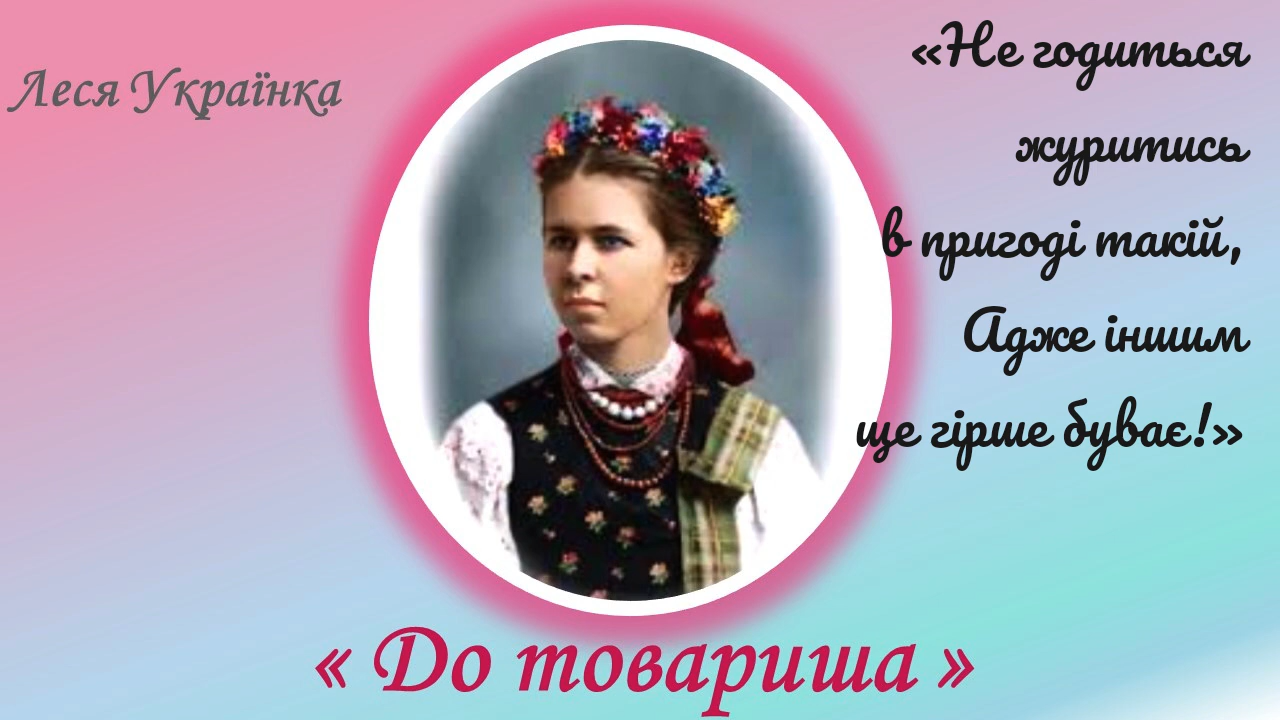 Леся Українка
«Не годиться
журитись
в пригоді такій,
Адже іншим
ще гірше буває!»
« До товариша »